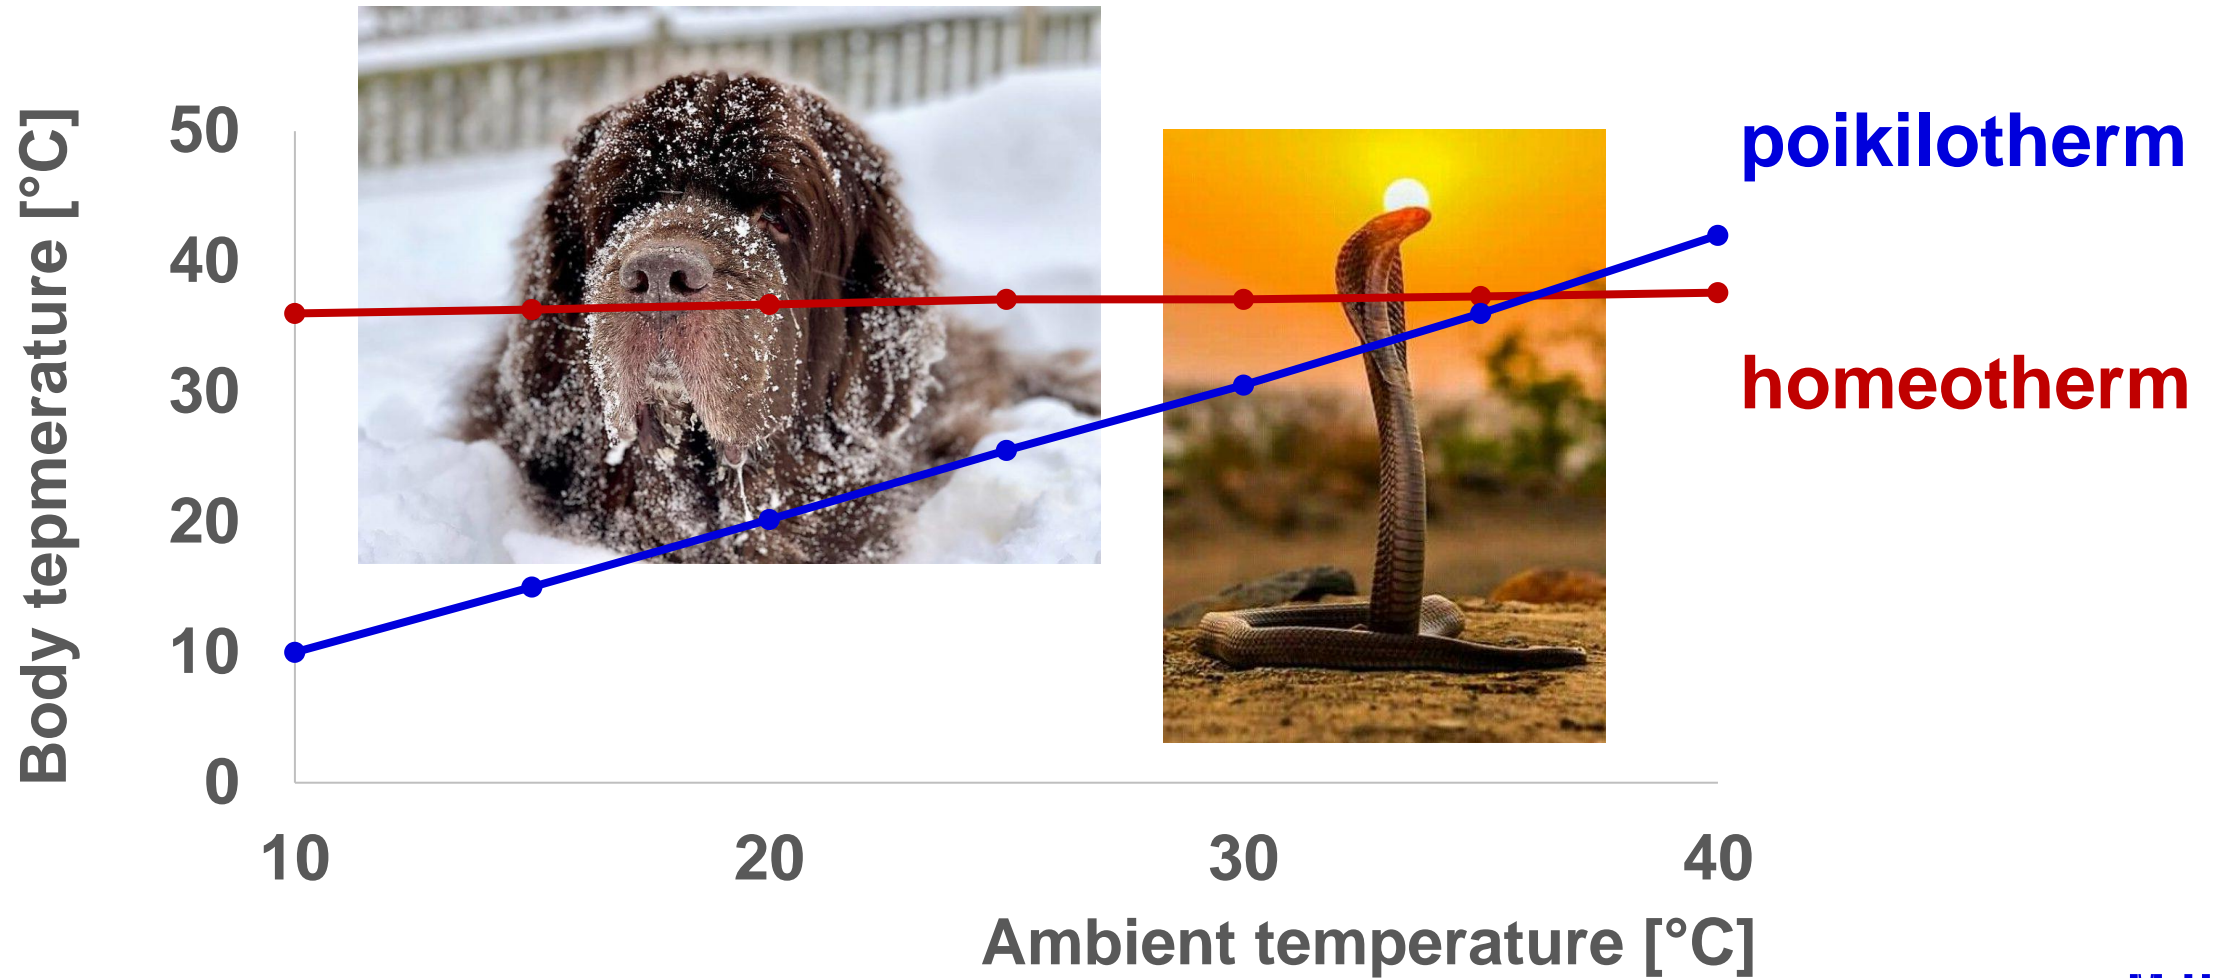 Body tepmerature [°C]
50
40
30
20
10
0
10 20 30 40
Ambient temperature [°C]
poikilotherm
homeotherm